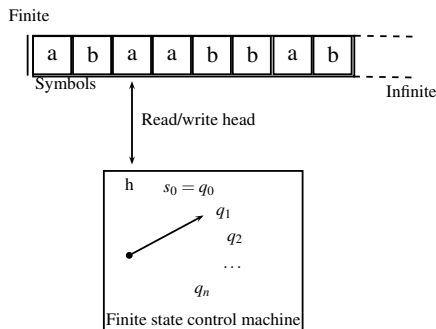 Finite
a b a a b b a b
Symbols
Infinite
Read/write head
h s₀ = q₀
q₁
q₂
...
qₙ
Finite state control machine